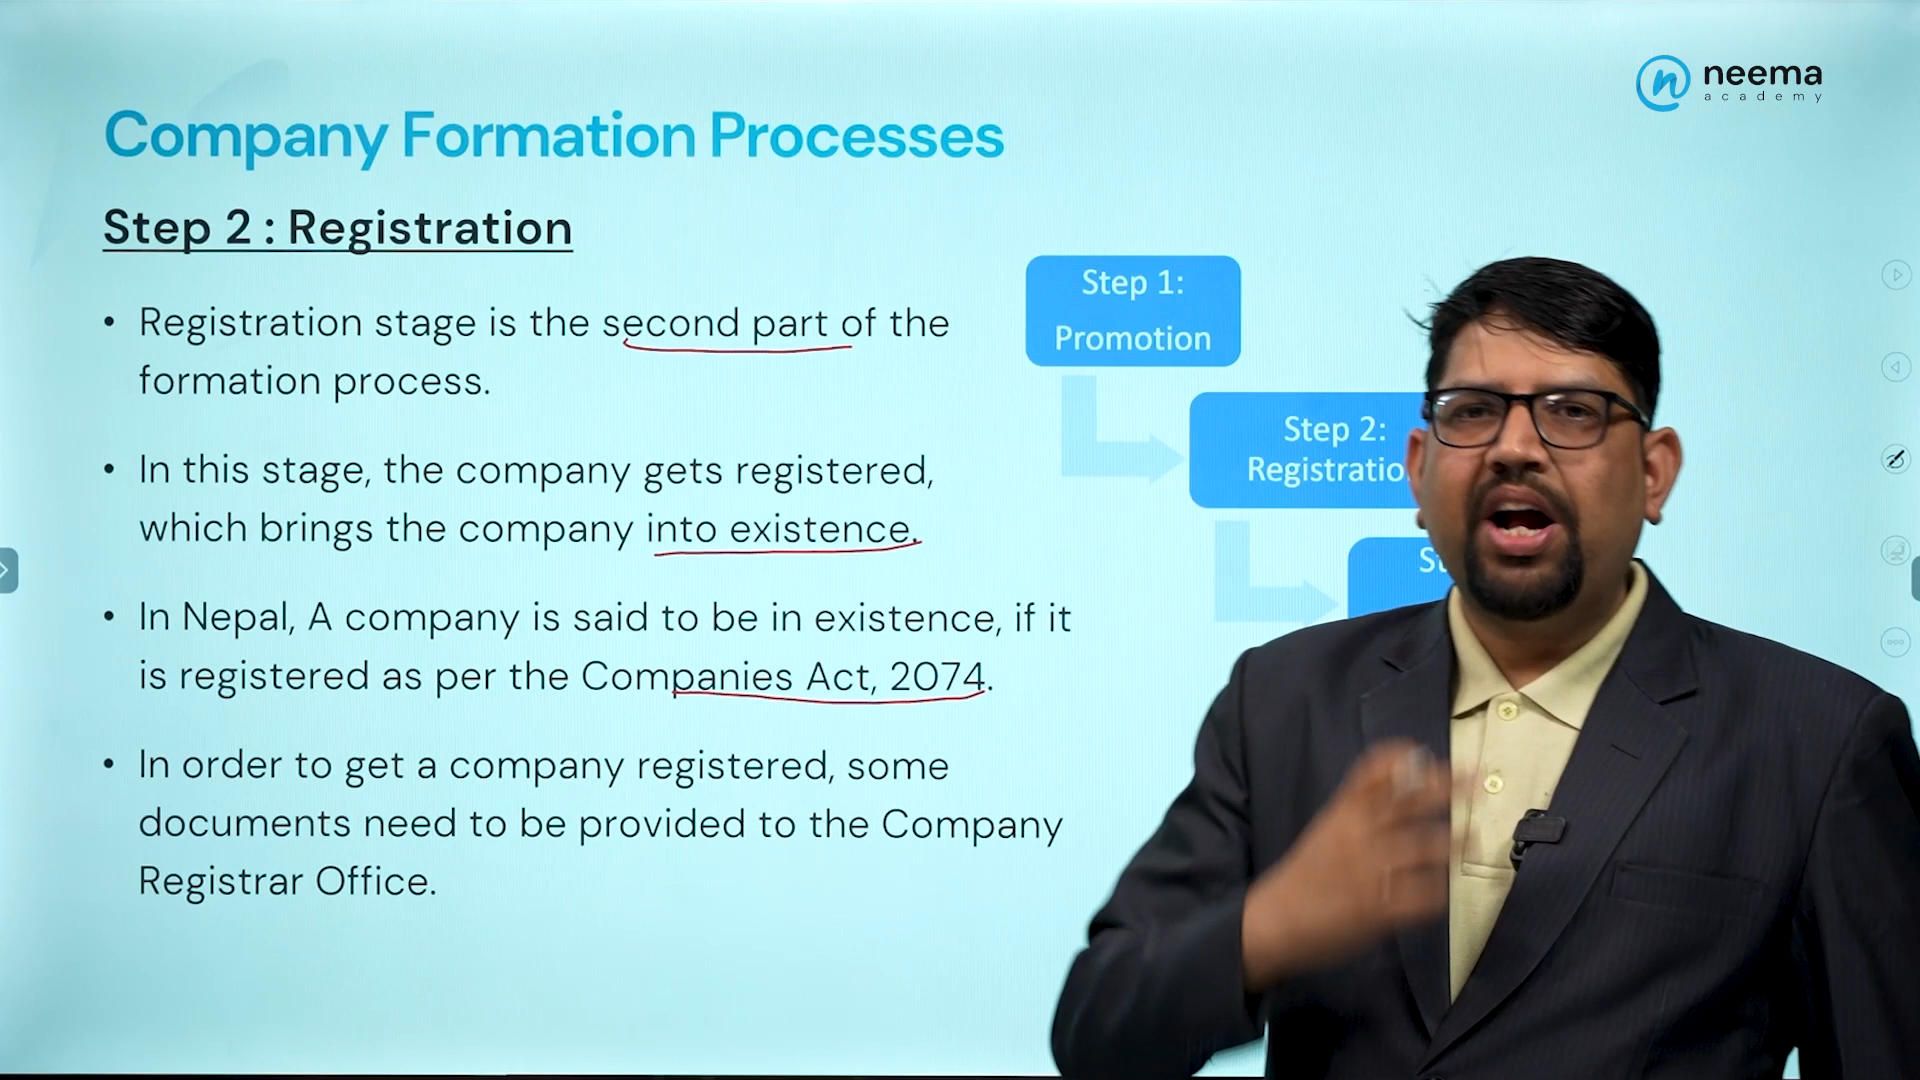 neema
academy
Company Formation Processes
Step 2 : Registration
• Registration stage is the second part of the
formation process.
• In this stage, the company gets registered,
which brings the company into existence.
• In Nepal, A company is said to be in existence, if it
is registered as per the Companies Act, 2074.
• In order to get a company registered, some
documents need to be provided to the Company
Registrar Office.
Step 1:
Promotion
Step 2:
Registratio